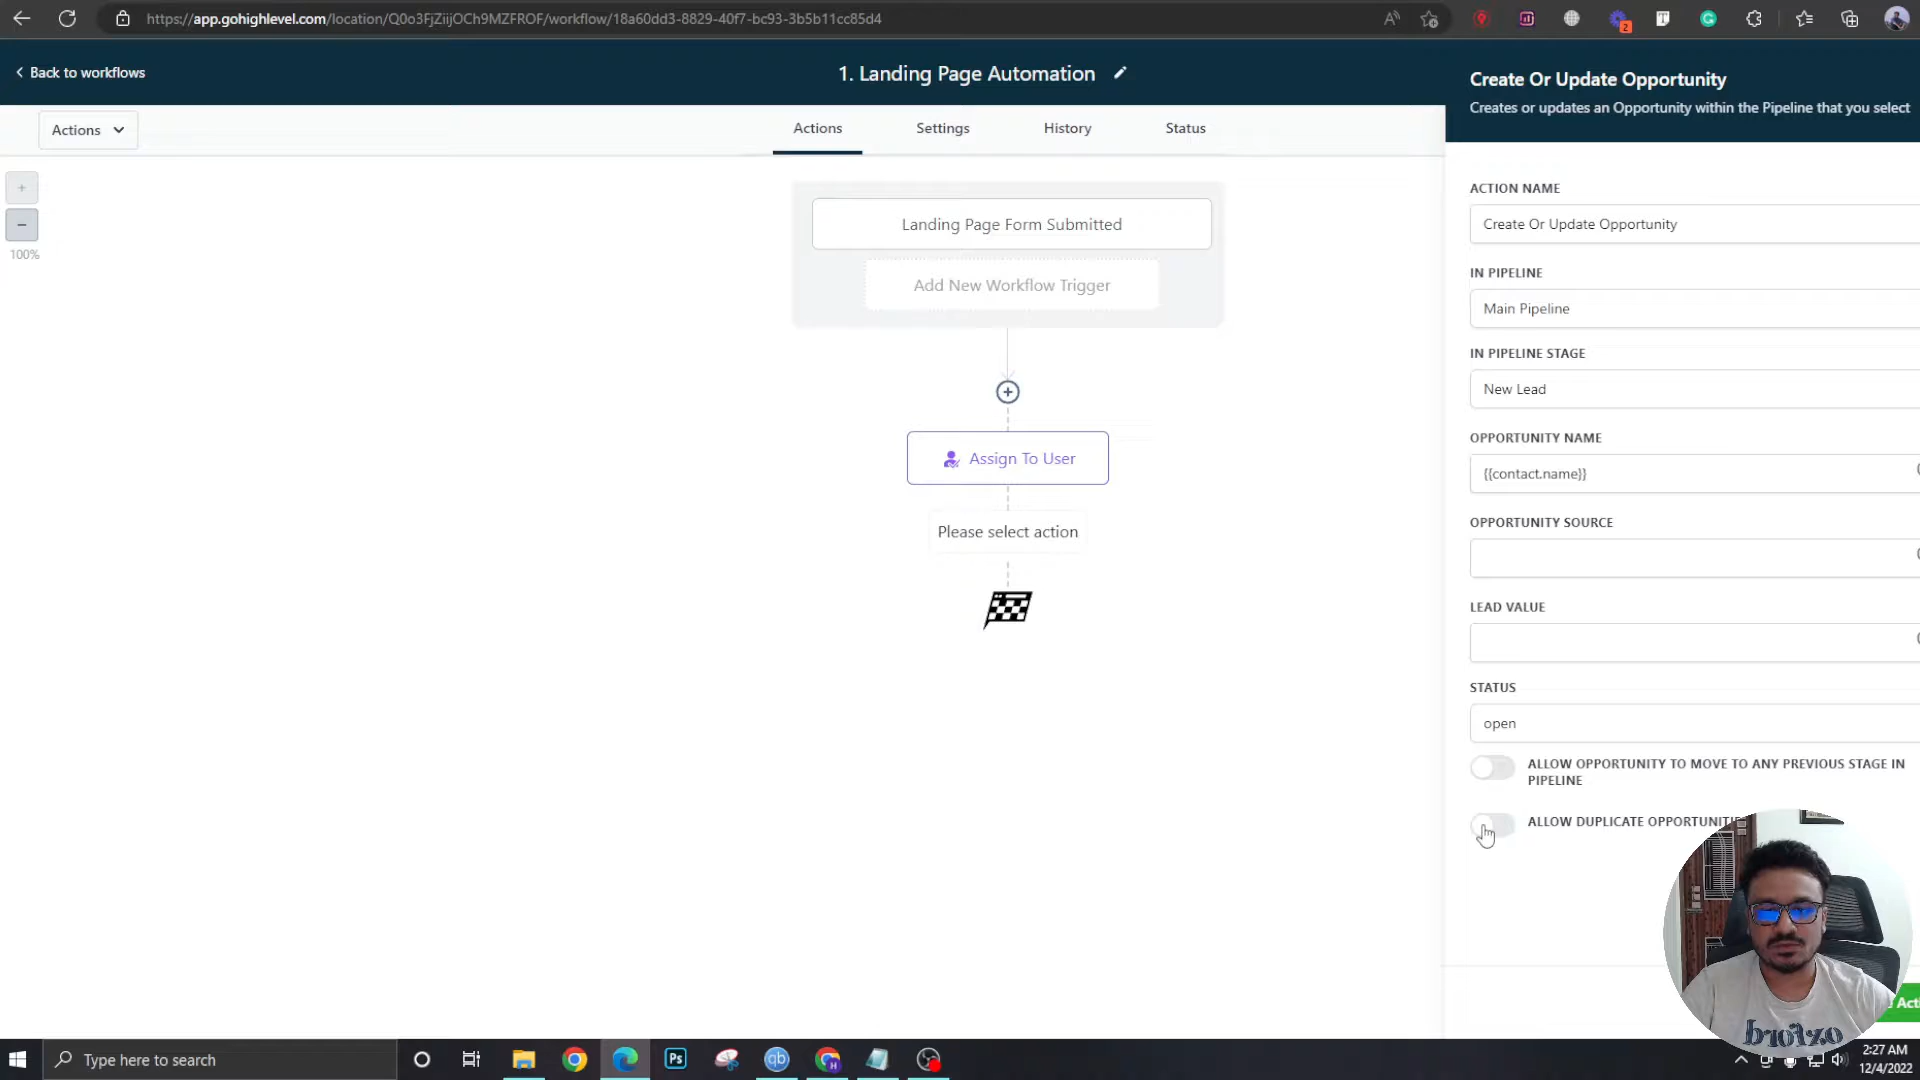 https://app.gohighlevel.com/location/Q0o3FjZiijOCh9MZFROF/workflow/18a60dd3-8829-40f7-bc93-3b5b11cc85d4
2
Back to workflows
1. Landing Page Automation
Create Or Update Opportunity
Creates or updates an Opportunity within the Pipeline that you select
Actions
Actions
Settings
History
Status
+
−
100%
Landing Page Form Submitted
Add New Workflow Trigger
Assign To User
Please select action
ACTION NAME
Create Or Update Opportunity
IN PIPELINE
Main Pipeline
IN PIPELINE STAGE
New Lead
OPPORTUNITY NAME
{{contact.name}}
OPPORTUNITY SOURCE
LEAD VALUE
STATUS
open
ALLOW OPPORTUNITY TO MOVE TO ANY PREVIOUS STAGE IN
PIPELINE
ALLOW DUPLICATE
Type here to search
Ps
qb
2:27 AM
12/4/2022